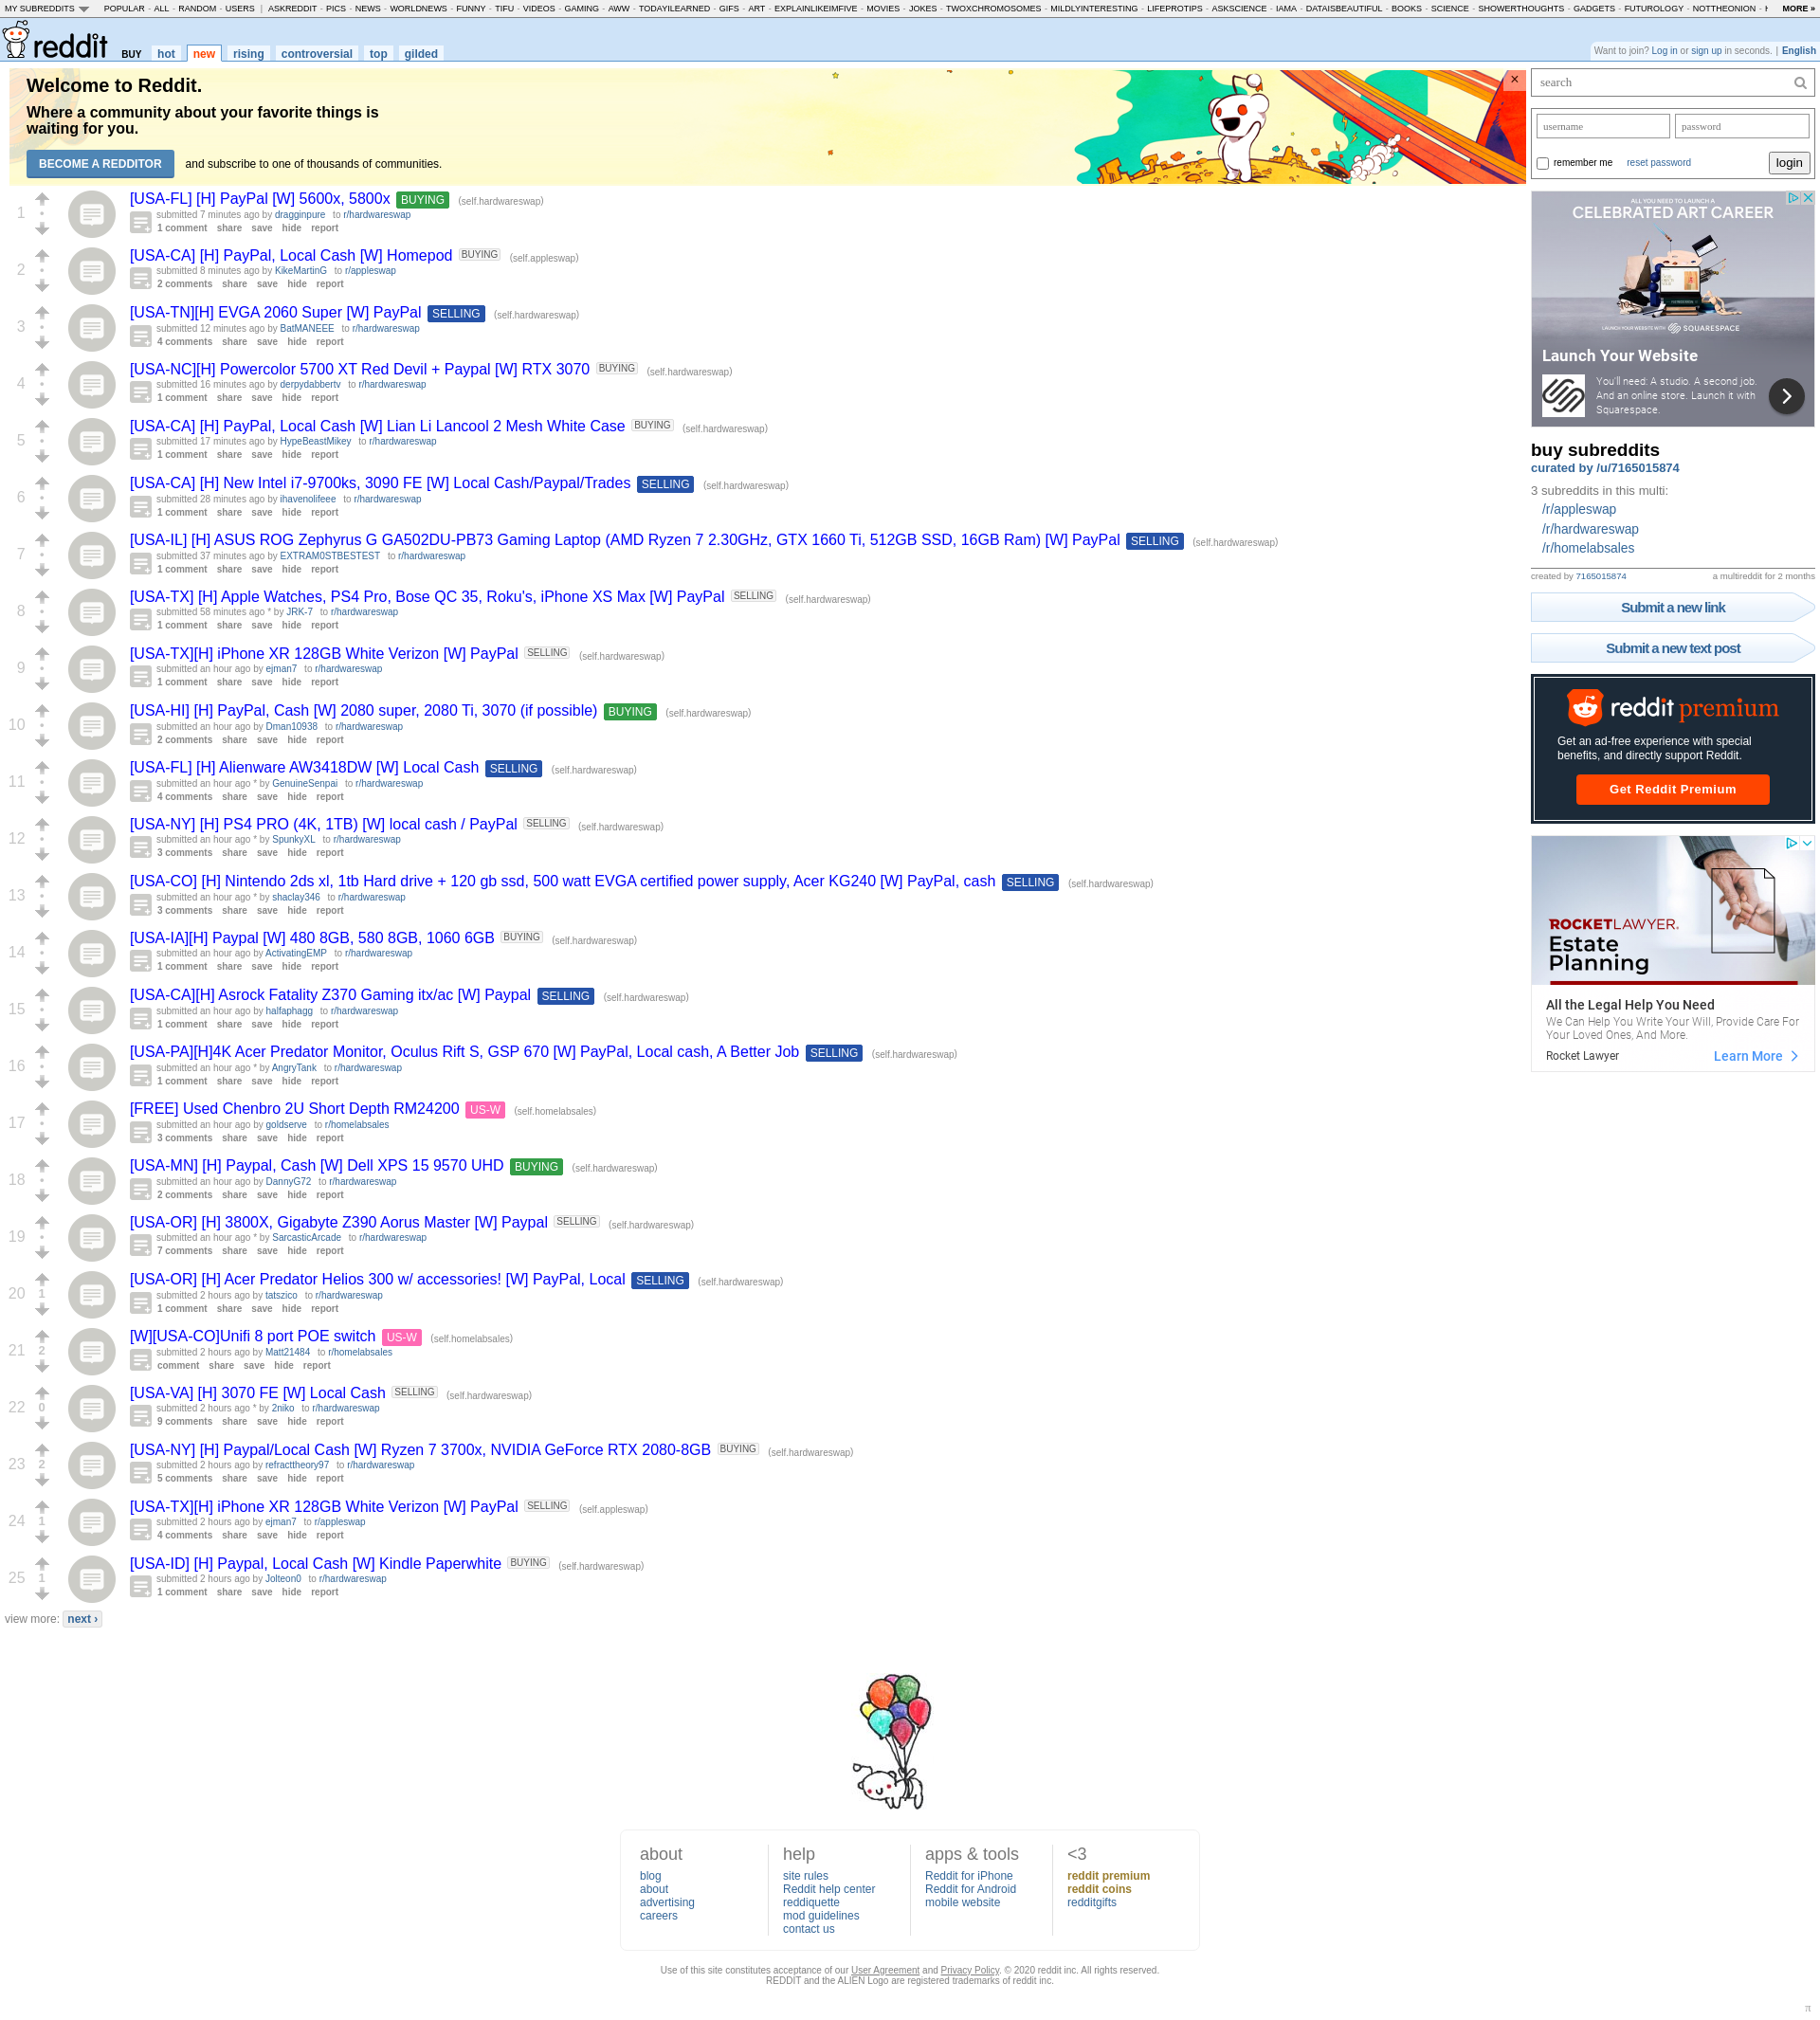 MY SUBREDDITS POPULAR - ALL - RANDOM - USERS | ASKREDDIT - PICS - NEWS - WORLDNEWS - FUNNY - TIFU - VIDEOS - GAMING - AWW - TODAYILEARNED - GIFS - ART - EXPLAINLIKEIMFIVE - MOVIES - JOKES - TWOXCHROMOSOMES - MILDLYINTERESTING - LIFEPROTIPS - ASKSCIENCE - IAMA - DATAISBEAUTIFUL - BOOKS - SCIENCE - SHOWERTHOUGHTS - GADGETS - FUTUROLOGY - NOTTHEONION - MORE »
reddit BUY hot new rising controversial top gilded
Want to join? Log in or sign up in seconds. | English
Welcome to Reddit.
Where a community about your favorite things is
waiting for you.
BECOME A REDDITOR and subscribe to one of thousands of communities.
1 [USA-FL] [H] PayPal [W] 5600x, 5800x BUYING (self.hardwareswap)
submitted 7 minutes ago by dragginpure to r/hardwareswap
1 comment share save hide report
2 [USA-CA] [H] PayPal, Local Cash [W] Homepod BUYING (self.appleswap)
submitted 8 minutes ago by KikeMartinG to r/appleswap
2 comments share save hide report
3 [USA-TN][H] EVGA 2060 Super [W] PayPal SELLING (self.hardwareswap)
submitted 12 minutes ago by BatMANEEE to r/hardwareswap
4 comments share save hide report
4 [USA-NC][H] Powercolor 5700 XT Red Devil + Paypal [W] RTX 3070 BUYING (self.hardwareswap)
submitted 16 minutes ago by derpydabbertv to r/hardwareswap
1 comment share save hide report
5 [USA-CA] [H] PayPal, Local Cash [W] Lian Li Lancool 2 Mesh White Case BUYING (self.hardwareswap)
submitted 17 minutes ago by HypeBeastMikey to r/hardwareswap
1 comment share save hide report
6 [USA-CA] [H] New Intel i7-9700ks, 3090 FE [W] Local Cash/Paypal/Trades SELLING (self.hardwareswap)
submitted 28 minutes ago by ihavenolifeee to r/hardwareswap
1 comment share save hide report
7 [USA-IL] [H] ASUS ROG Zephyrus G GA502DU-PB73 Gaming Laptop (AMD Ryzen 7 2.30GHz, GTX 1660 Ti, 512GB SSD, 16GB Ram) [W] PayPal SELLING (self.hardwareswap)
submitted 37 minutes ago by EXTRAM0STBESTEST to r/hardwareswap
1 comment share save hide report
8 [USA-TX] [H] Apple Watches, PS4 Pro, Bose QC 35, Roku's, iPhone XS Max [W] PayPal SELLING (self.hardwareswap)
submitted 58 minutes ago * by JRK-7 to r/hardwareswap
1 comment share save hide report
9 [USA-TX][H] iPhone XR 128GB White Verizon [W] PayPal SELLING (self.hardwareswap)
submitted an hour ago by ejman7 to r/hardwareswap
1 comment share save hide report
10 [USA-HI] [H] PayPal, Cash [W] 2080 super, 2080 Ti, 3070 (if possible) BUYING (self.hardwareswap)
submitted an hour ago by Dman10938 to r/hardwareswap
2 comments share save hide report
11 [USA-FL] [H] Alienware AW3418DW [W] Local Cash SELLING (self.hardwareswap)
submitted an hour ago * by GenuineSenpai to r/hardwareswap
4 comments share save hide report
12 [USA-NY] [H] PS4 PRO (4K, 1TB) [W] local cash / PayPal SELLING (self.hardwareswap)
submitted an hour ago * by SpunkyXL to r/hardwareswap
3 comments share save hide report
13 [USA-CO] [H] Nintendo 2ds xl, 1tb Hard drive + 120 gb ssd, 500 watt EVGA certified power supply, Acer KG240 [W] PayPal, cash SELLING (self.hardwareswap)
submitted an hour ago * by shaclay346 to r/hardwareswap
3 comments share save hide report
14 [USA-IA][H] Paypal [W] 480 8GB, 580 8GB, 1060 6GB BUYING (self.hardwareswap)
submitted an hour ago by ActivatingEMP to r/hardwareswap
1 comment share save hide report
15 [USA-CA][H] Asrock Fatality Z370 Gaming itx/ac [W] Paypal SELLING (self.hardwareswap)
submitted an hour ago by halfaphagg to r/hardwareswap
1 comment share save hide report
16 [USA-PA][H]4K Acer Predator Monitor, Oculus Rift S, GSP 670 [W] PayPal, Local cash, A Better Job SELLING (self.hardwareswap)
submitted an hour ago * by AngryTank to r/hardwareswap
1 comment share save hide report
17 [FREE] Used Chenbro 2U Short Depth RM24200 US-W (self.homelabsales)
submitted an hour ago by goldserve to r/homelabsales
3 comments share save hide report
18 [USA-MN] [H] Paypal, Cash [W] Dell XPS 15 9570 UHD BUYING (self.hardwareswap)
submitted an hour ago by DannyG72 to r/hardwareswap
2 comments share save hide report
19 [USA-OR] [H] 3800X, Gigabyte Z390 Aorus Master [W] Paypal SELLING (self.hardwareswap)
submitted an hour ago * by SarcasticArcade to r/hardwareswap
7 comments share save hide report
20 1 [USA-OR] [H] Acer Predator Helios 300 w/ accessories! [W] PayPal, Local SELLING (self.hardwareswap)
submitted 2 hours ago by tatszico to r/hardwareswap
1 comment share save hide report
21 2 [W][USA-CO]Unifi 8 port POE switch US-W (self.homelabsales)
submitted 2 hours ago by Matt21484 to r/homelabsales
comment share save hide report
22 0 [USA-VA] [H] 3070 FE [W] Local Cash SELLING (self.hardwareswap)
submitted 2 hours ago * by 2niko to r/hardwareswap
9 comments share save hide report
23 2 [USA-NY] [H] Paypal/Local Cash [W] Ryzen 7 3700x, NVIDIA GeForce RTX 2080-8GB BUYING (self.hardwareswap)
submitted 2 hours ago by refracttheory97 to r/hardwareswap
5 comments share save hide report
24 1 [USA-TX][H] iPhone XR 128GB White Verizon [W] PayPal SELLING (self.appleswap)
submitted 2 hours ago by ejman7 to r/appleswap
4 comments share save hide report
25 1 [USA-ID] [H] Paypal, Local Cash [W] Kindle Paperwhite BUYING (self.hardwareswap)
submitted 2 hours ago by Jolteon0 to r/hardwareswap
1 comment share save hide report
view more: next ›
search
username password
remember me reset password login
ALL YOU NEED TO LAUNCH A
CELEBRATED ART CAREER
LAUNCH YOUR WEBSITE WITH SQUARESPACE
Launch Your Website
You'll need: A studio. A second job.
And an online store. Launch it with
Squarespace.
buy subreddits
curated by /u/7165015874
3 subreddits in this multi:
/r/appleswap
/r/hardwareswap
/r/homelabsales
created by 7165015874 a multireddit for 2 months
Submit a new link
Submit a new text post
reddit premium
Get an ad-free experience with special
benefits, and directly support Reddit.
Get Reddit Premium
ROCKETLAWYER.
Estate
Planning
All the Legal Help You Need
We Can Help You Write Your Will, Provide Care For
Your Loved Ones, And More.
Rocket Lawyer Learn More
about
blog
about
advertising
careers
help
site rules
Reddit help center
reddiquette
mod guidelines
contact us
apps & tools
Reddit for iPhone
Reddit for Android
mobile website
<3
reddit premium
reddit coins
redditgifts
Use of this site constitutes acceptance of our User Agreement and Privacy Policy. © 2020 reddit inc. All rights reserved.
REDDIT and the ALIEN Logo are registered trademarks of reddit inc.
π